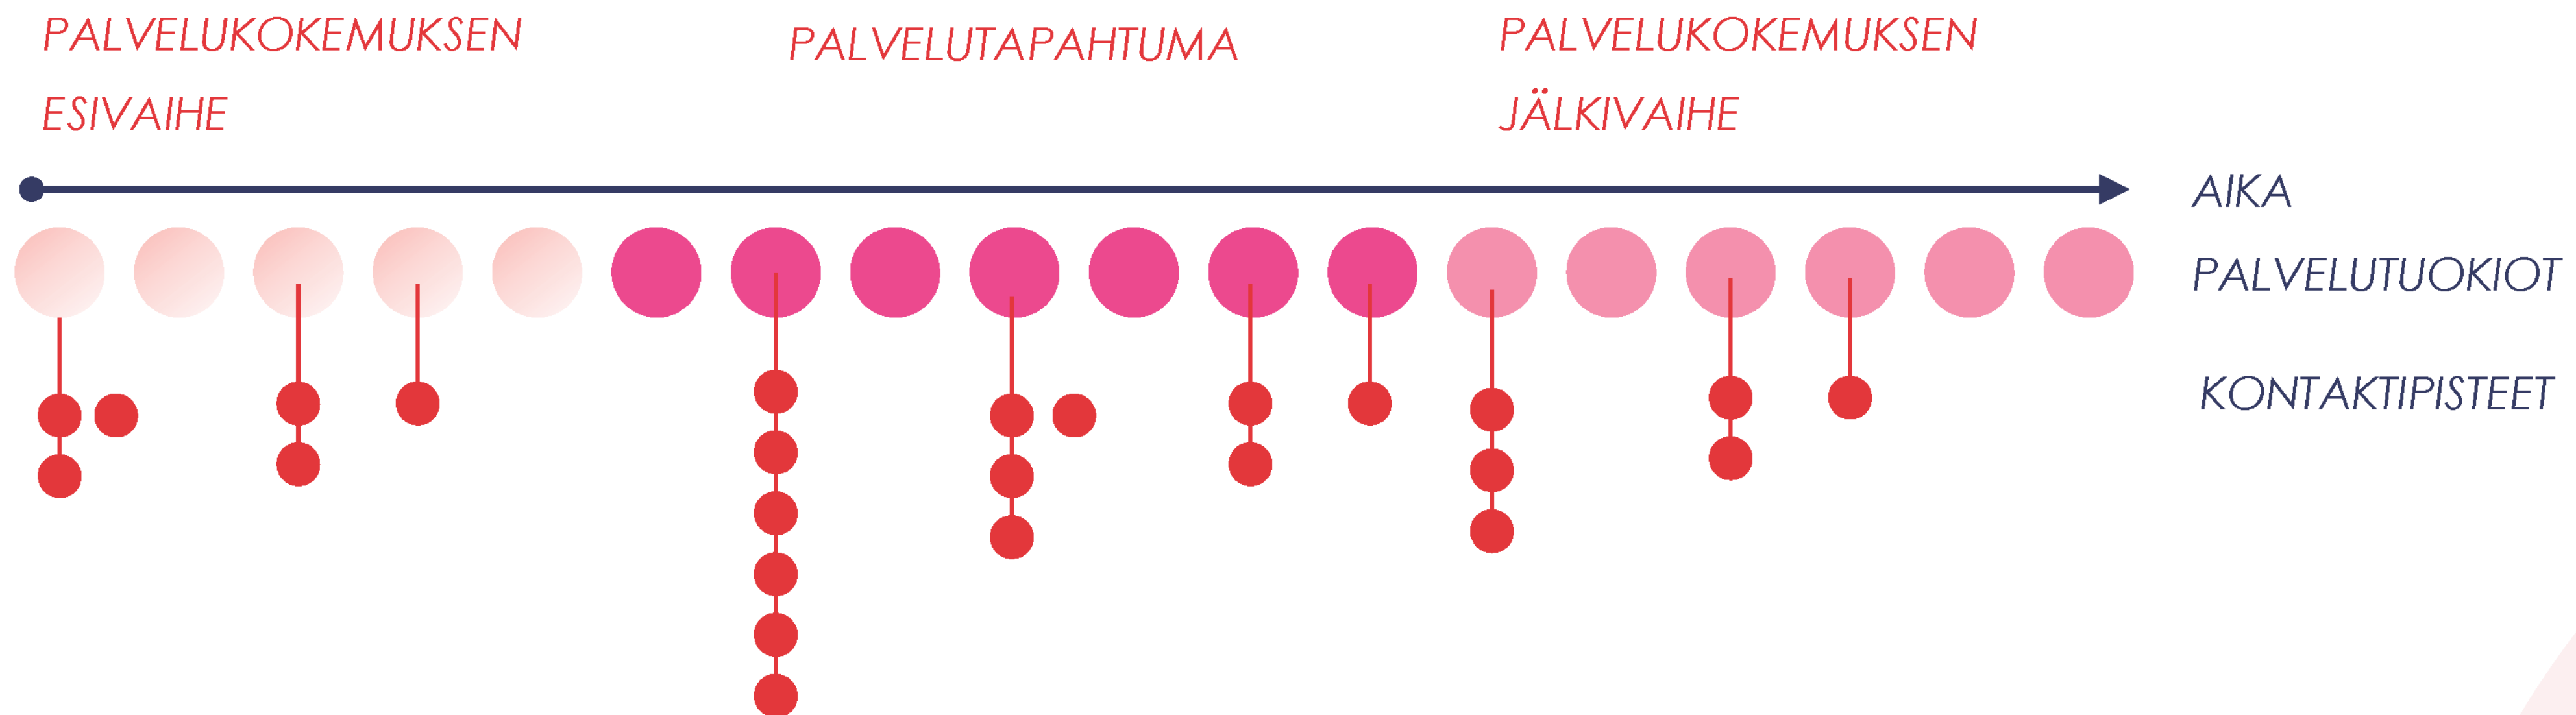 PALVELUKOKEMUKSEN
ESIVAIHE
PALVELUTAPAHTUMA
PALVELUKOKEMUKSEN
JÄLKIVAIHE
AIKA
PALVELUTUOKIOT
KONTAKTIPISTEET